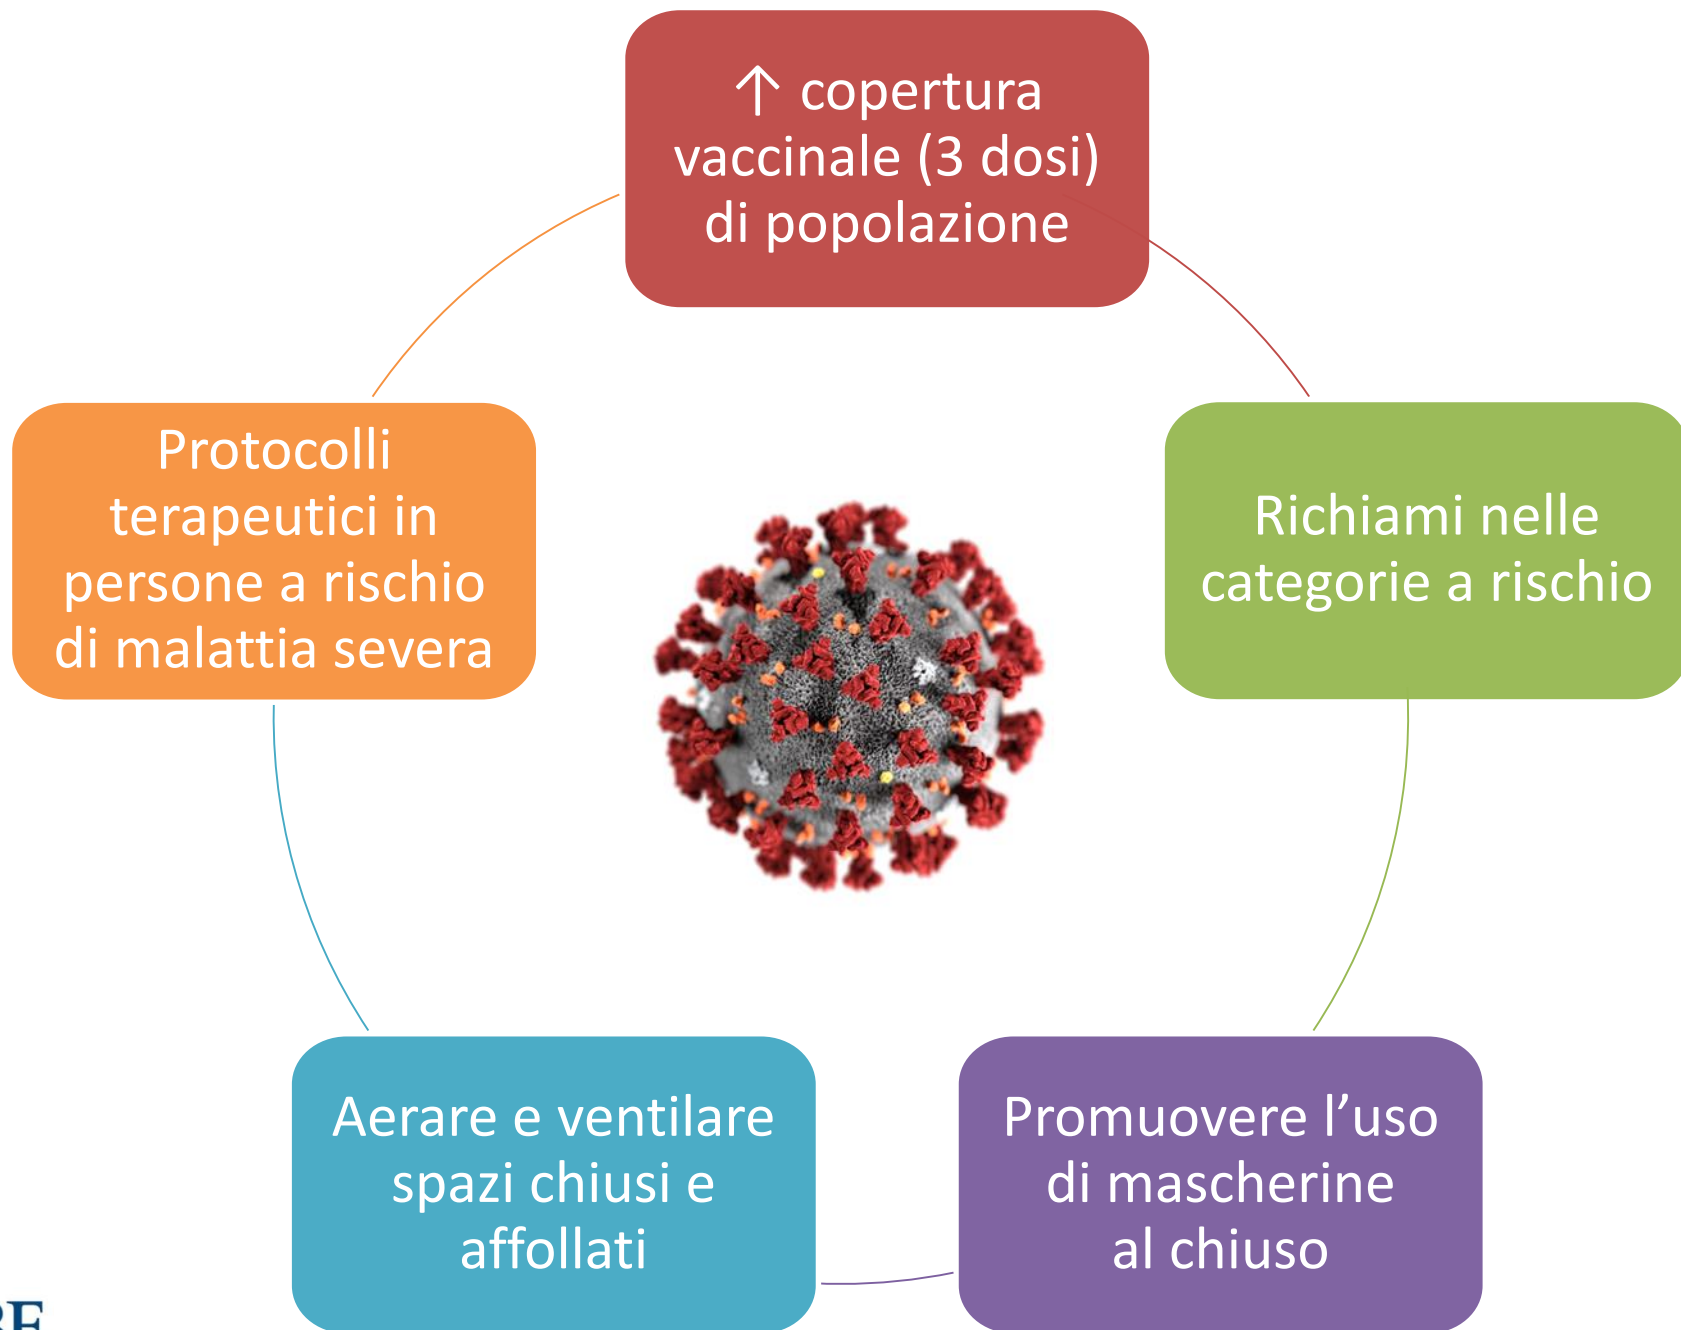 ↑ copertura
vaccinale (3 dosi)
di popolazione
Richiami nelle
categorie a rischio
Promuovere l’uso
di mascherine
al chiuso
Aerare e ventilare
spazi chiusi e
affollati
Protocolli
terapeutici in
persone a rischio
di malattia severa